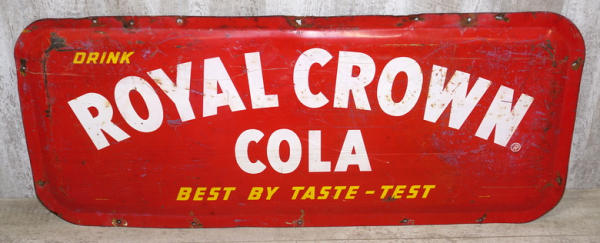 DRINK
ROYAL CROWN
COLA ®
BEST BY TASTE-TEST